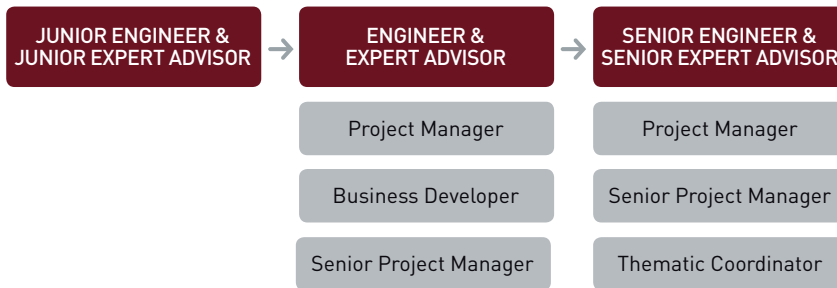 JUNIOR ENGINEER &
JUNIOR EXPERT ADVISOR
ENGINEER &
EXPERT ADVISOR
SENIOR ENGINEER &
SENIOR EXPERT ADVISOR
Project Manager
Business Developer
Senior Project Manager
Project Manager
Senior Project Manager
Thematic Coordinator